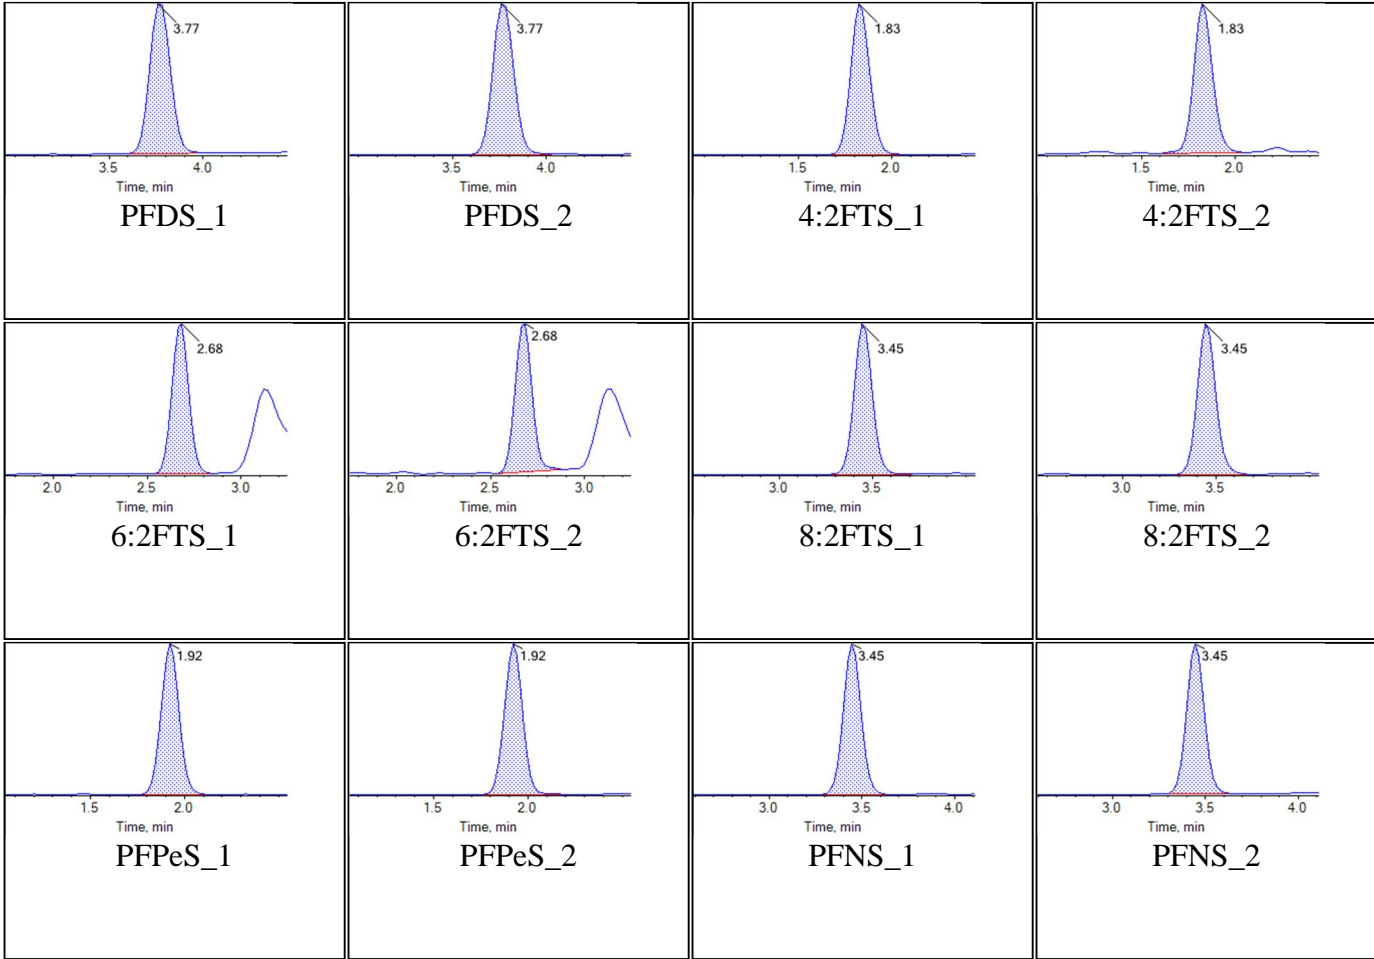 3.77
3.5 4.0
Time, min
PFDS_1
3.77
3.5 4.0
Time, min
PFDS_2
1.83
1.5 2.0
Time, min
4:2FTS_1
1.83
1.5 2.0
Time, min
4:2FTS_2
2.68
2.0 2.5 3.0
Time, min
6:2FTS_1
2.68
2.0 2.5 3.0
Time, min
6:2FTS_2
3.45
3.0 3.5
Time, min
8:2FTS_1
3.45
3.0 3.5
Time, min
8:2FTS_2
1.92
1.5 2.0
Time, min
PFPeS_1
1.92
1.5 2.0
Time, min
PFPeS_2
3.45
3.0 3.5 4.0
Time, min
PFNS_1
3.45
3.0 3.5 4.0
Time, min
PFNS_2